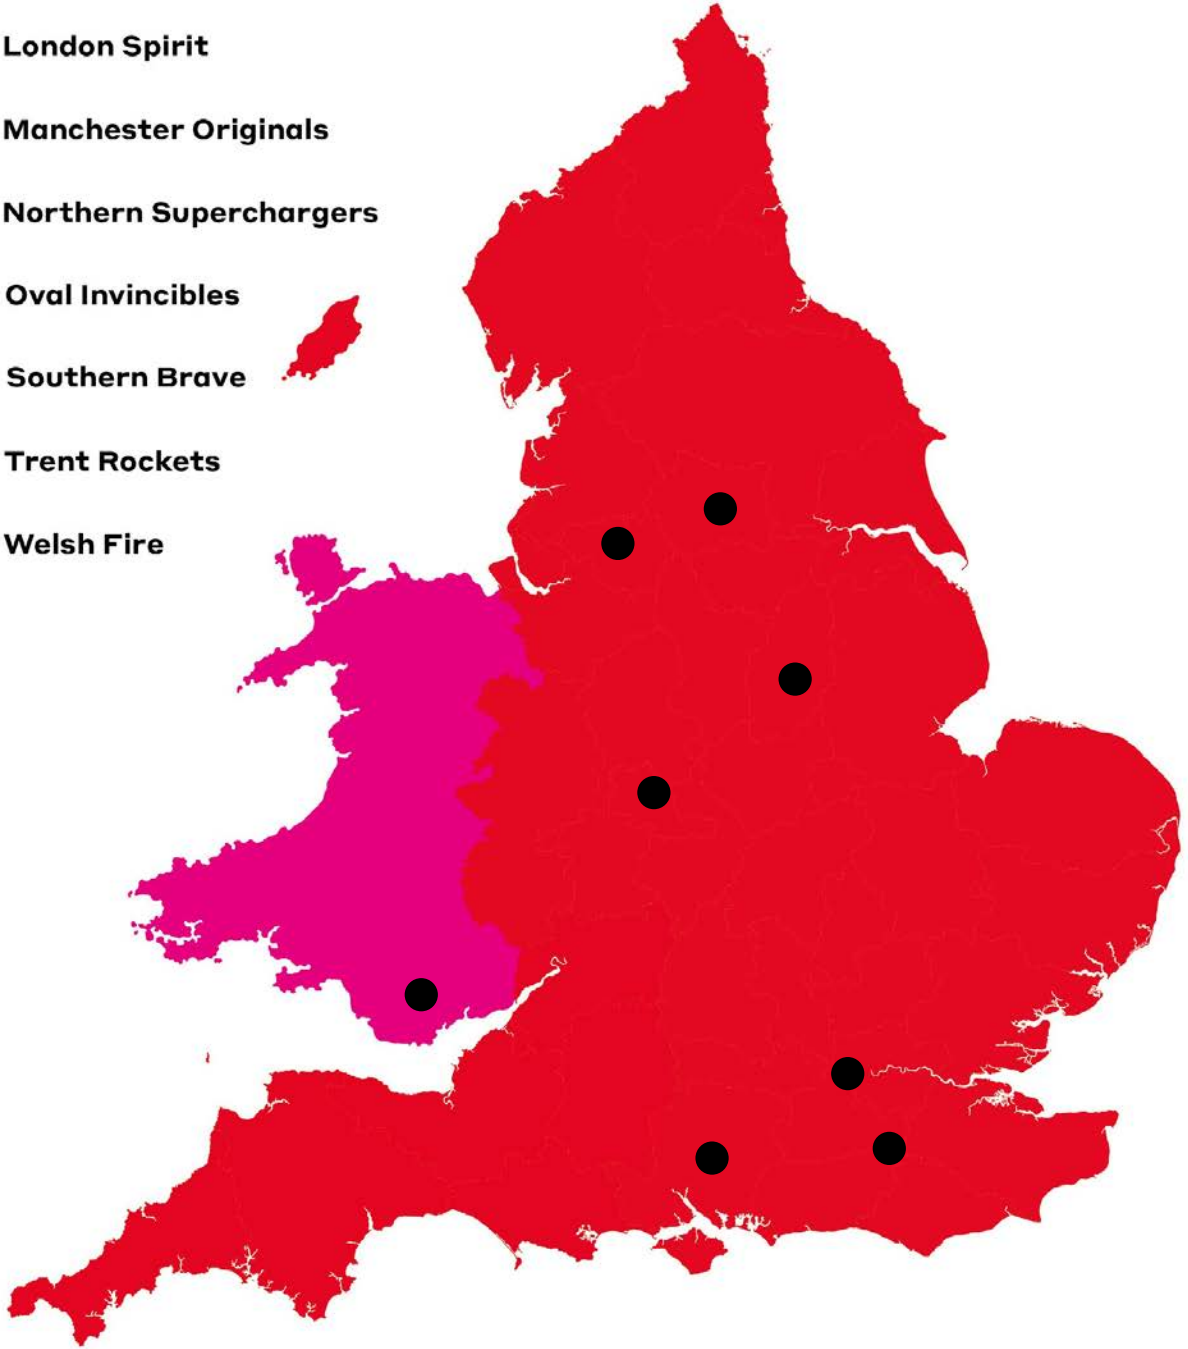 London Spirit
Manchester Originals
Northern Superchargers
Oval Invincibles
Southern Brave
Trent Rockets
Welsh Fire